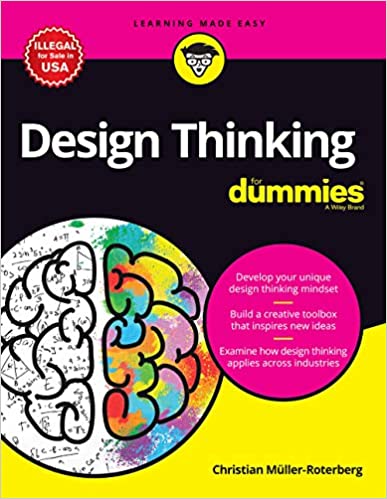 LEARNING MADE EASY
ILLEGAL
for Sale in
USA
Design Thinking
for
dummies®
A Wiley Brand
Develop your unique
design thinking mindset
Build a creative toolbox
that inspires new ideas
Examine how design thinking
applies across industries
Christian Müller-Roterberg